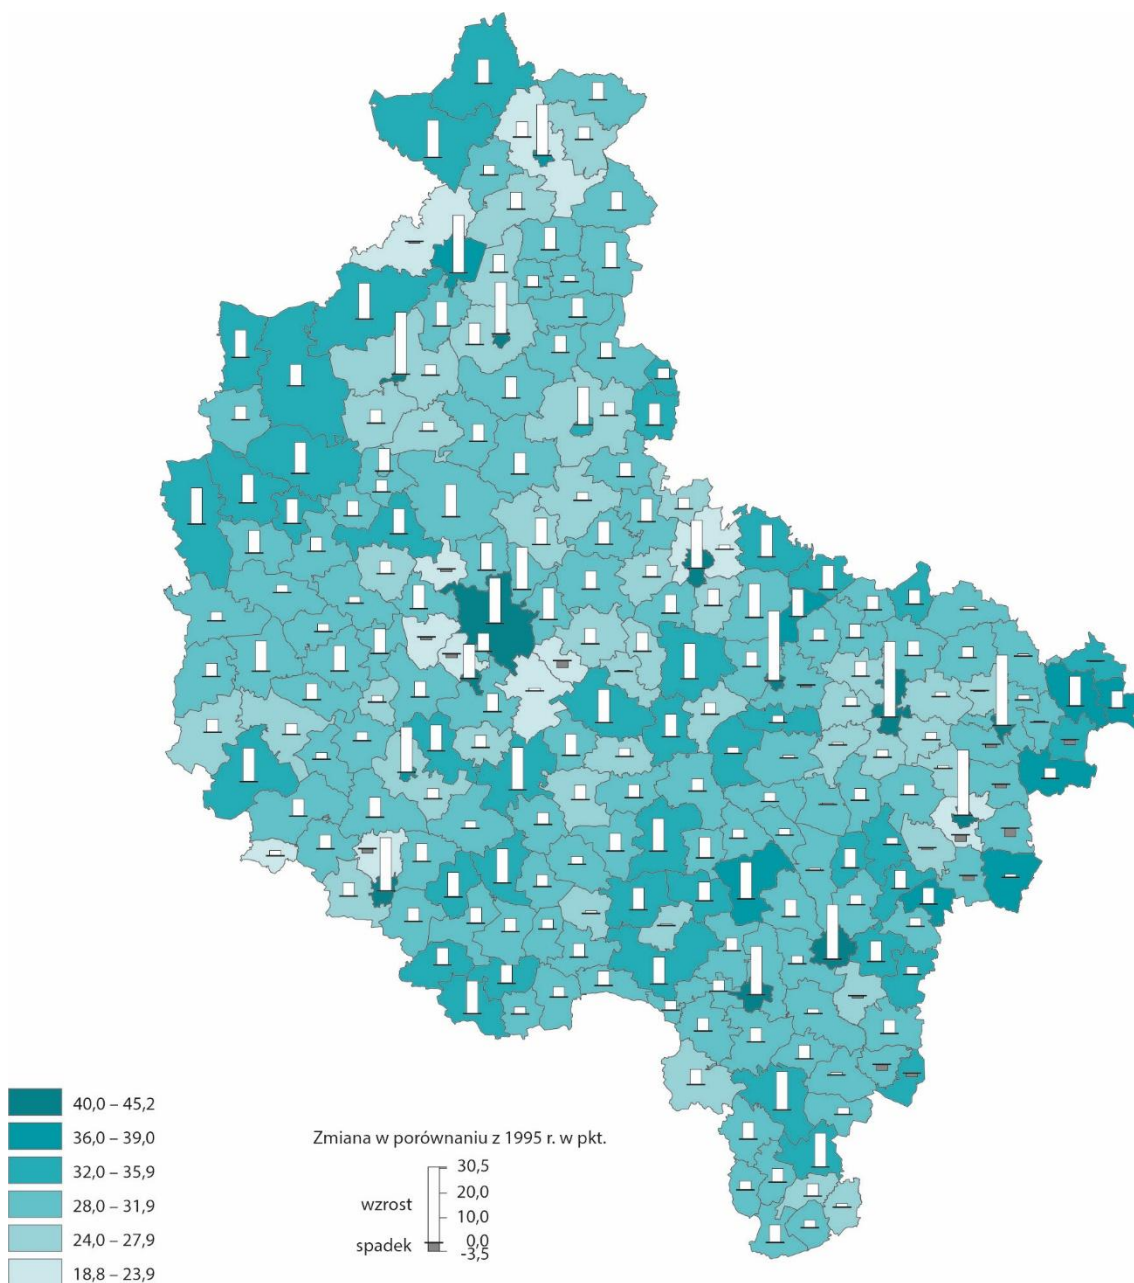 40,0 – 45,2
36,0 – 39,0
32,0 – 35,9
28,0 – 31,9
24,0 – 27,9
18,8 – 23,9
Zmiana w porównaniu z 1995 r. w pkt.
30,5
20,0
wzrost
10,0
0,0
spadek
-3,5